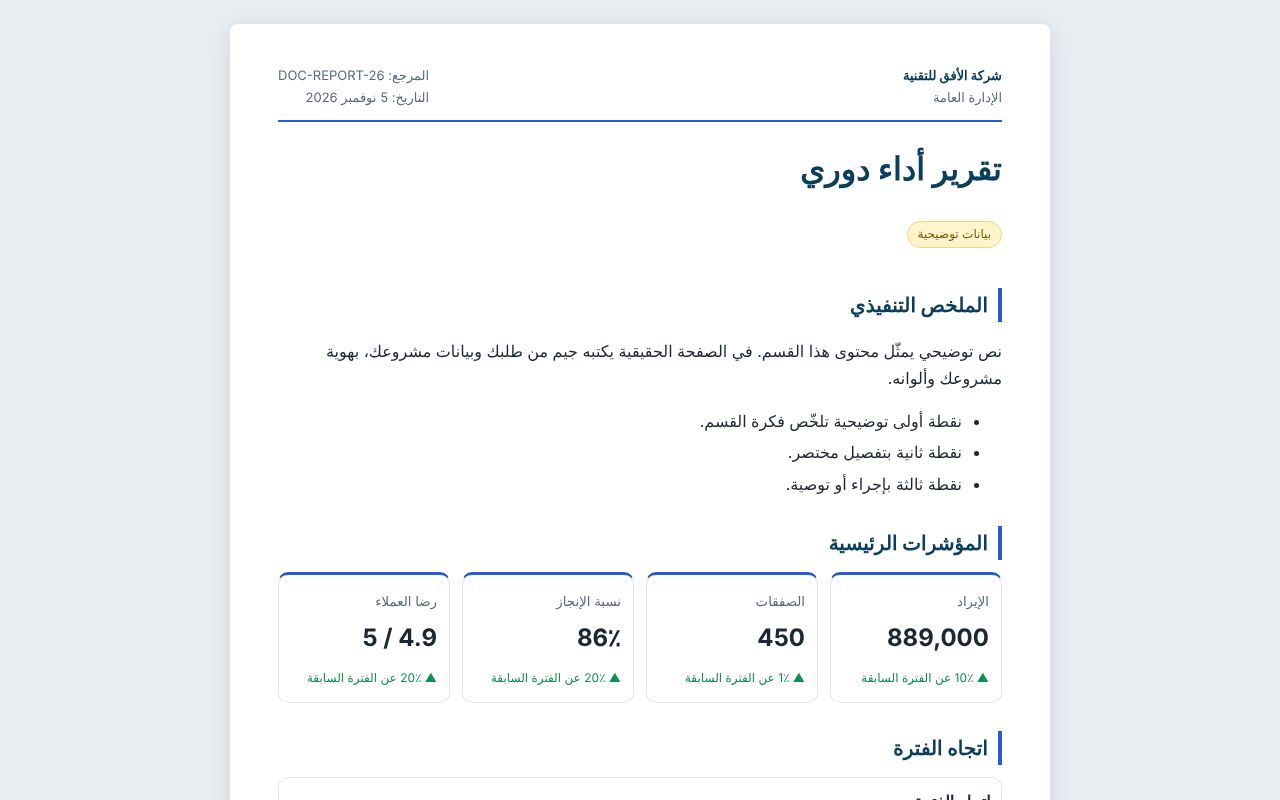 شركة الأفق للتقنية
الإدارة العامة
المرجع: DOC-REPORT-26
التاريخ: 5 نوفمبر 2026
تقرير أداء دوري
بيانات توضيحية
الملخص التنفيذي
نص توضيحي يمثّل محتوى هذا القسم. في الصفحة الحقيقية يكتبه جيم من طلبك وبيانات مشروعك، بهوية
مشروعك وألوانه.
• نقطة أولى توضيحية تلخّص فكرة القسم.
• نقطة ثانية بتفصيل مختصر.
• نقطة ثالثة بإجراء أو توصية.
المؤشرات الرئيسية
الإيراد
889,000
▲ 10٪ عن الفترة السابقة
الصفقات
450
▲ 1٪ عن الفترة السابقة
نسبة الإنجاز
86٪
▲ 20٪ عن الفترة السابقة
رضا العملاء
4.9 / 5
▲ 20٪ عن الفترة السابقة
اتجاه الفترة